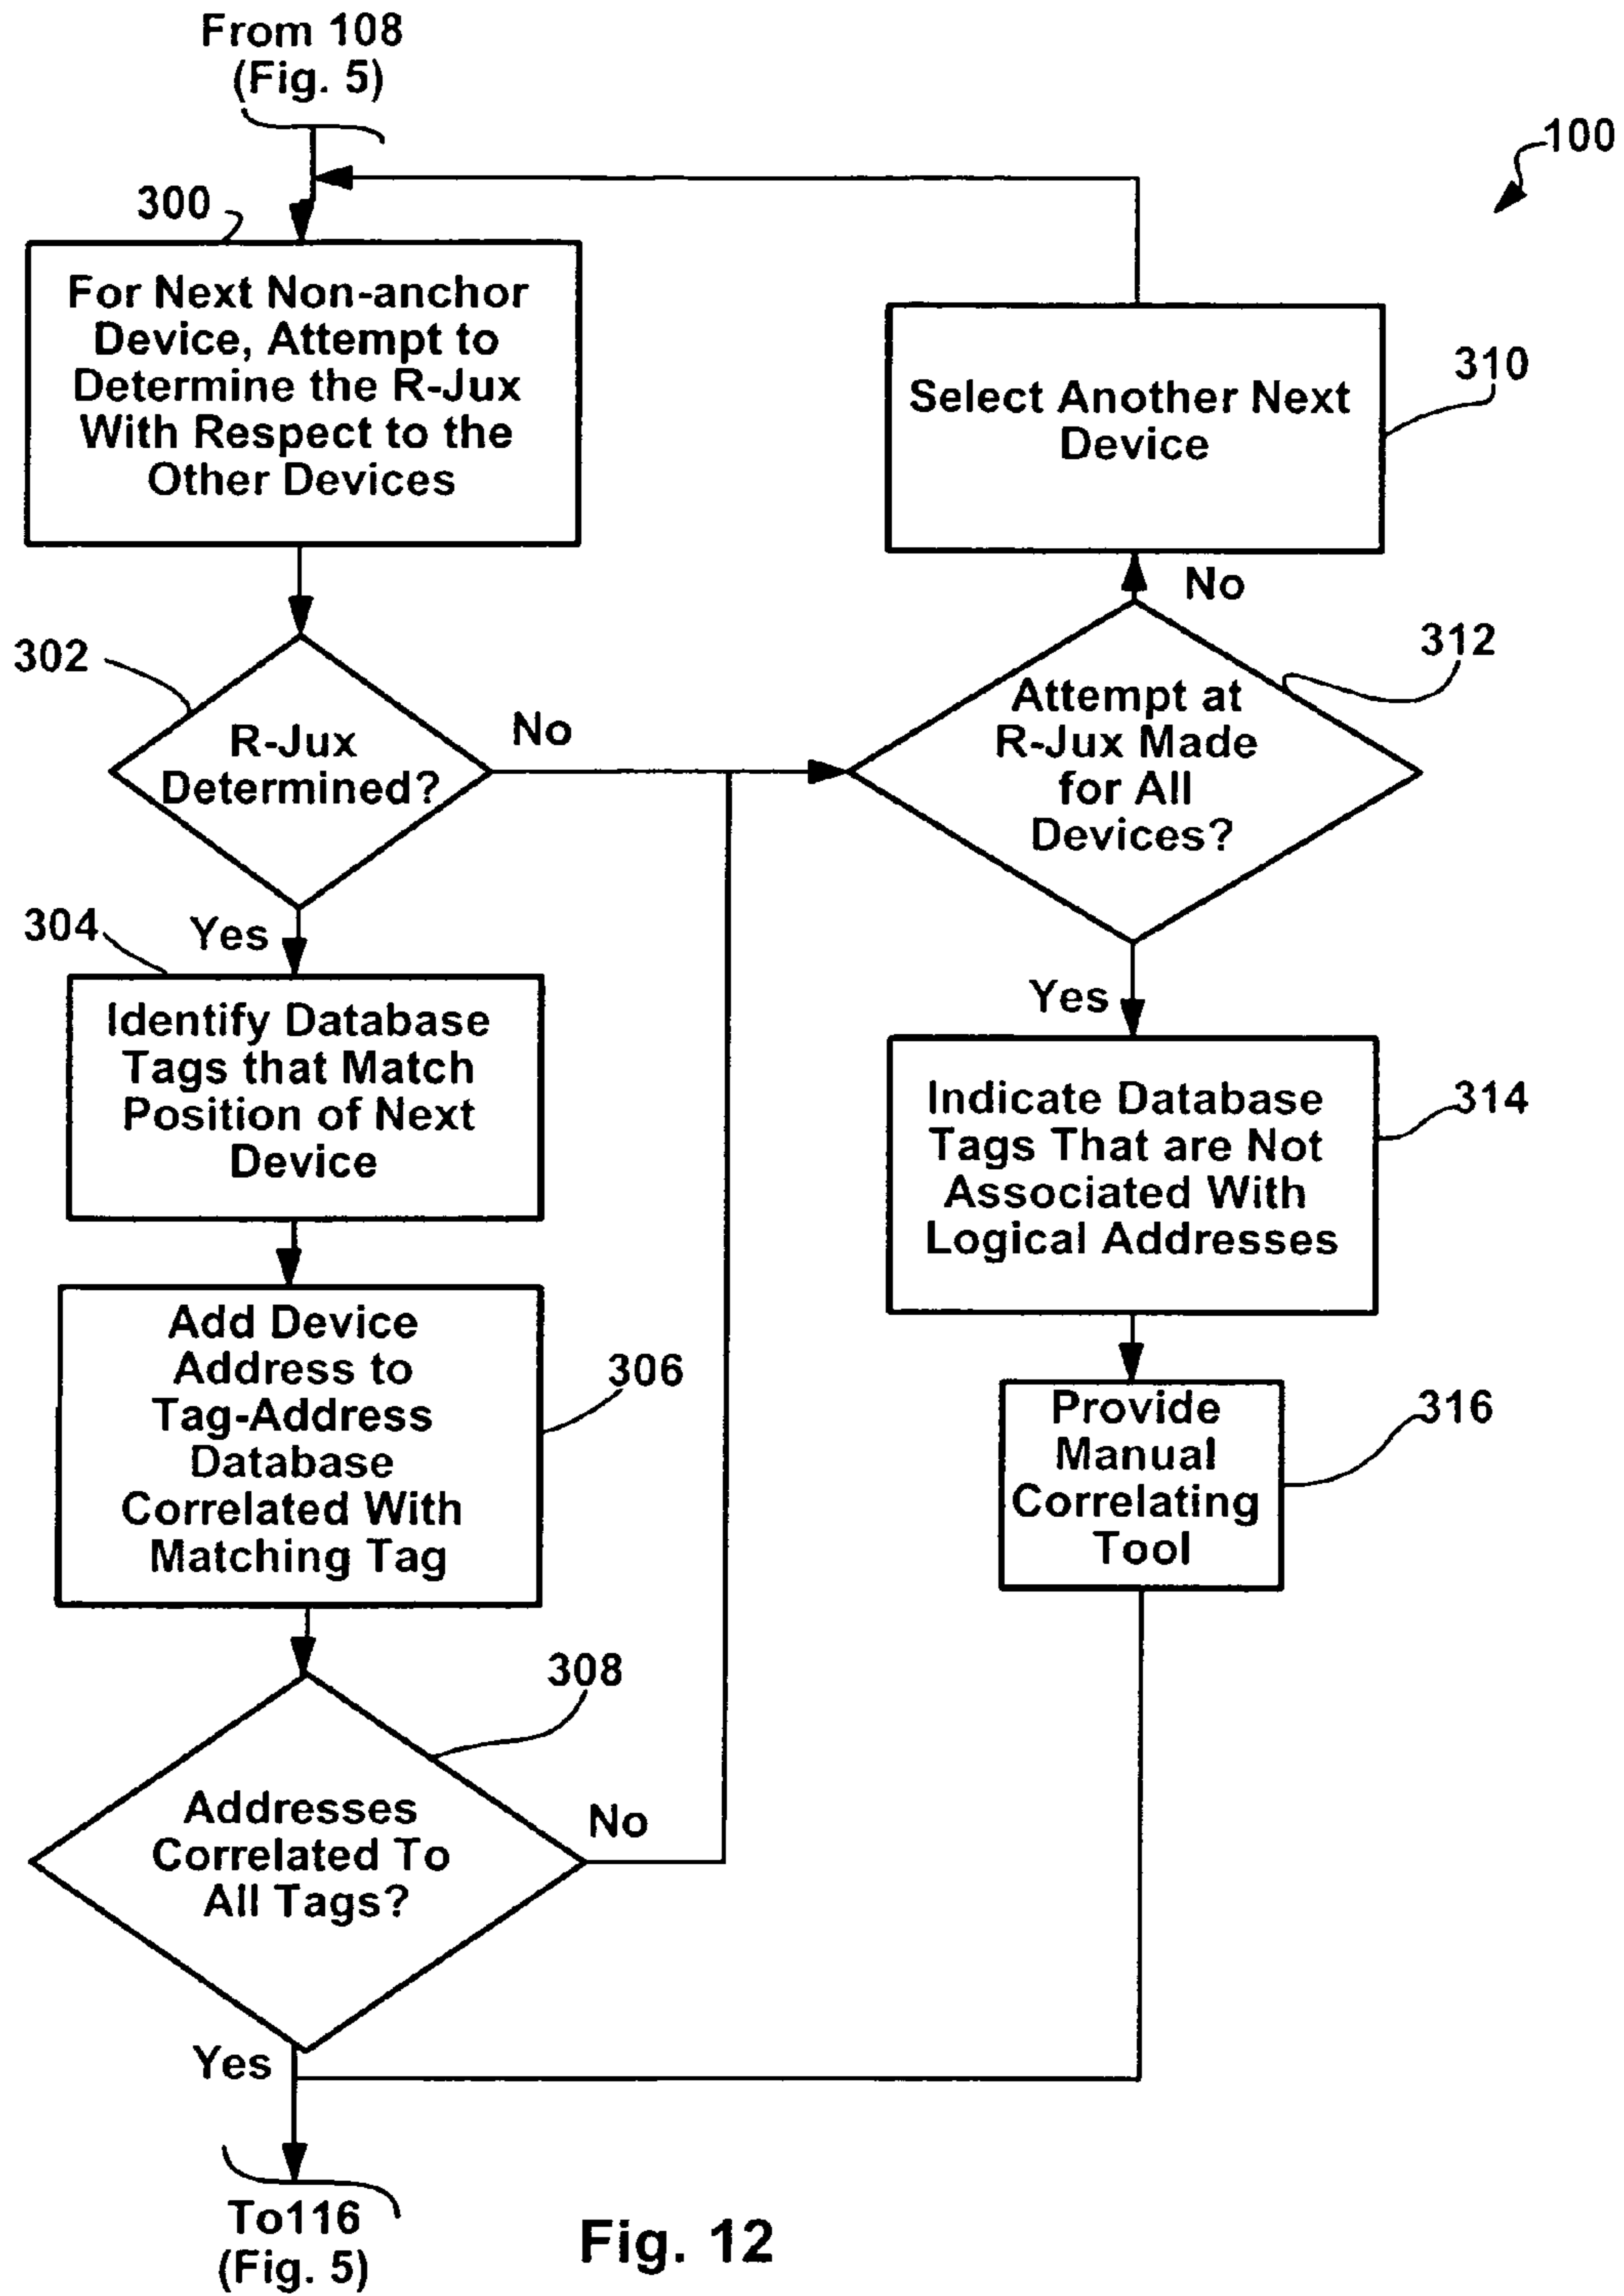 From 108
(Fig. 5)
100
300
For Next Non-anchor
Device, Attempt to
Determine the R-Jux
With Respect to the
Other Devices
Select Another Next
Device
310
No
302
R-Jux
Determined?
No
312
Attempt at
R-Jux Made
for All
Devices?
Yes
304
Identify Database
Tags that Match
Position of Next
Device
Yes
Indicate Database
Tags That are Not
Associated With
Logical Addresses
314
Add Device
Address to
Tag-Address
Database
Correlated With
Matching Tag
306
Provide
Manual
Correlating
Tool
316
308
Addresses
Correlated To
All Tags?
No
Yes
To116
(Fig. 5)
Fig. 12